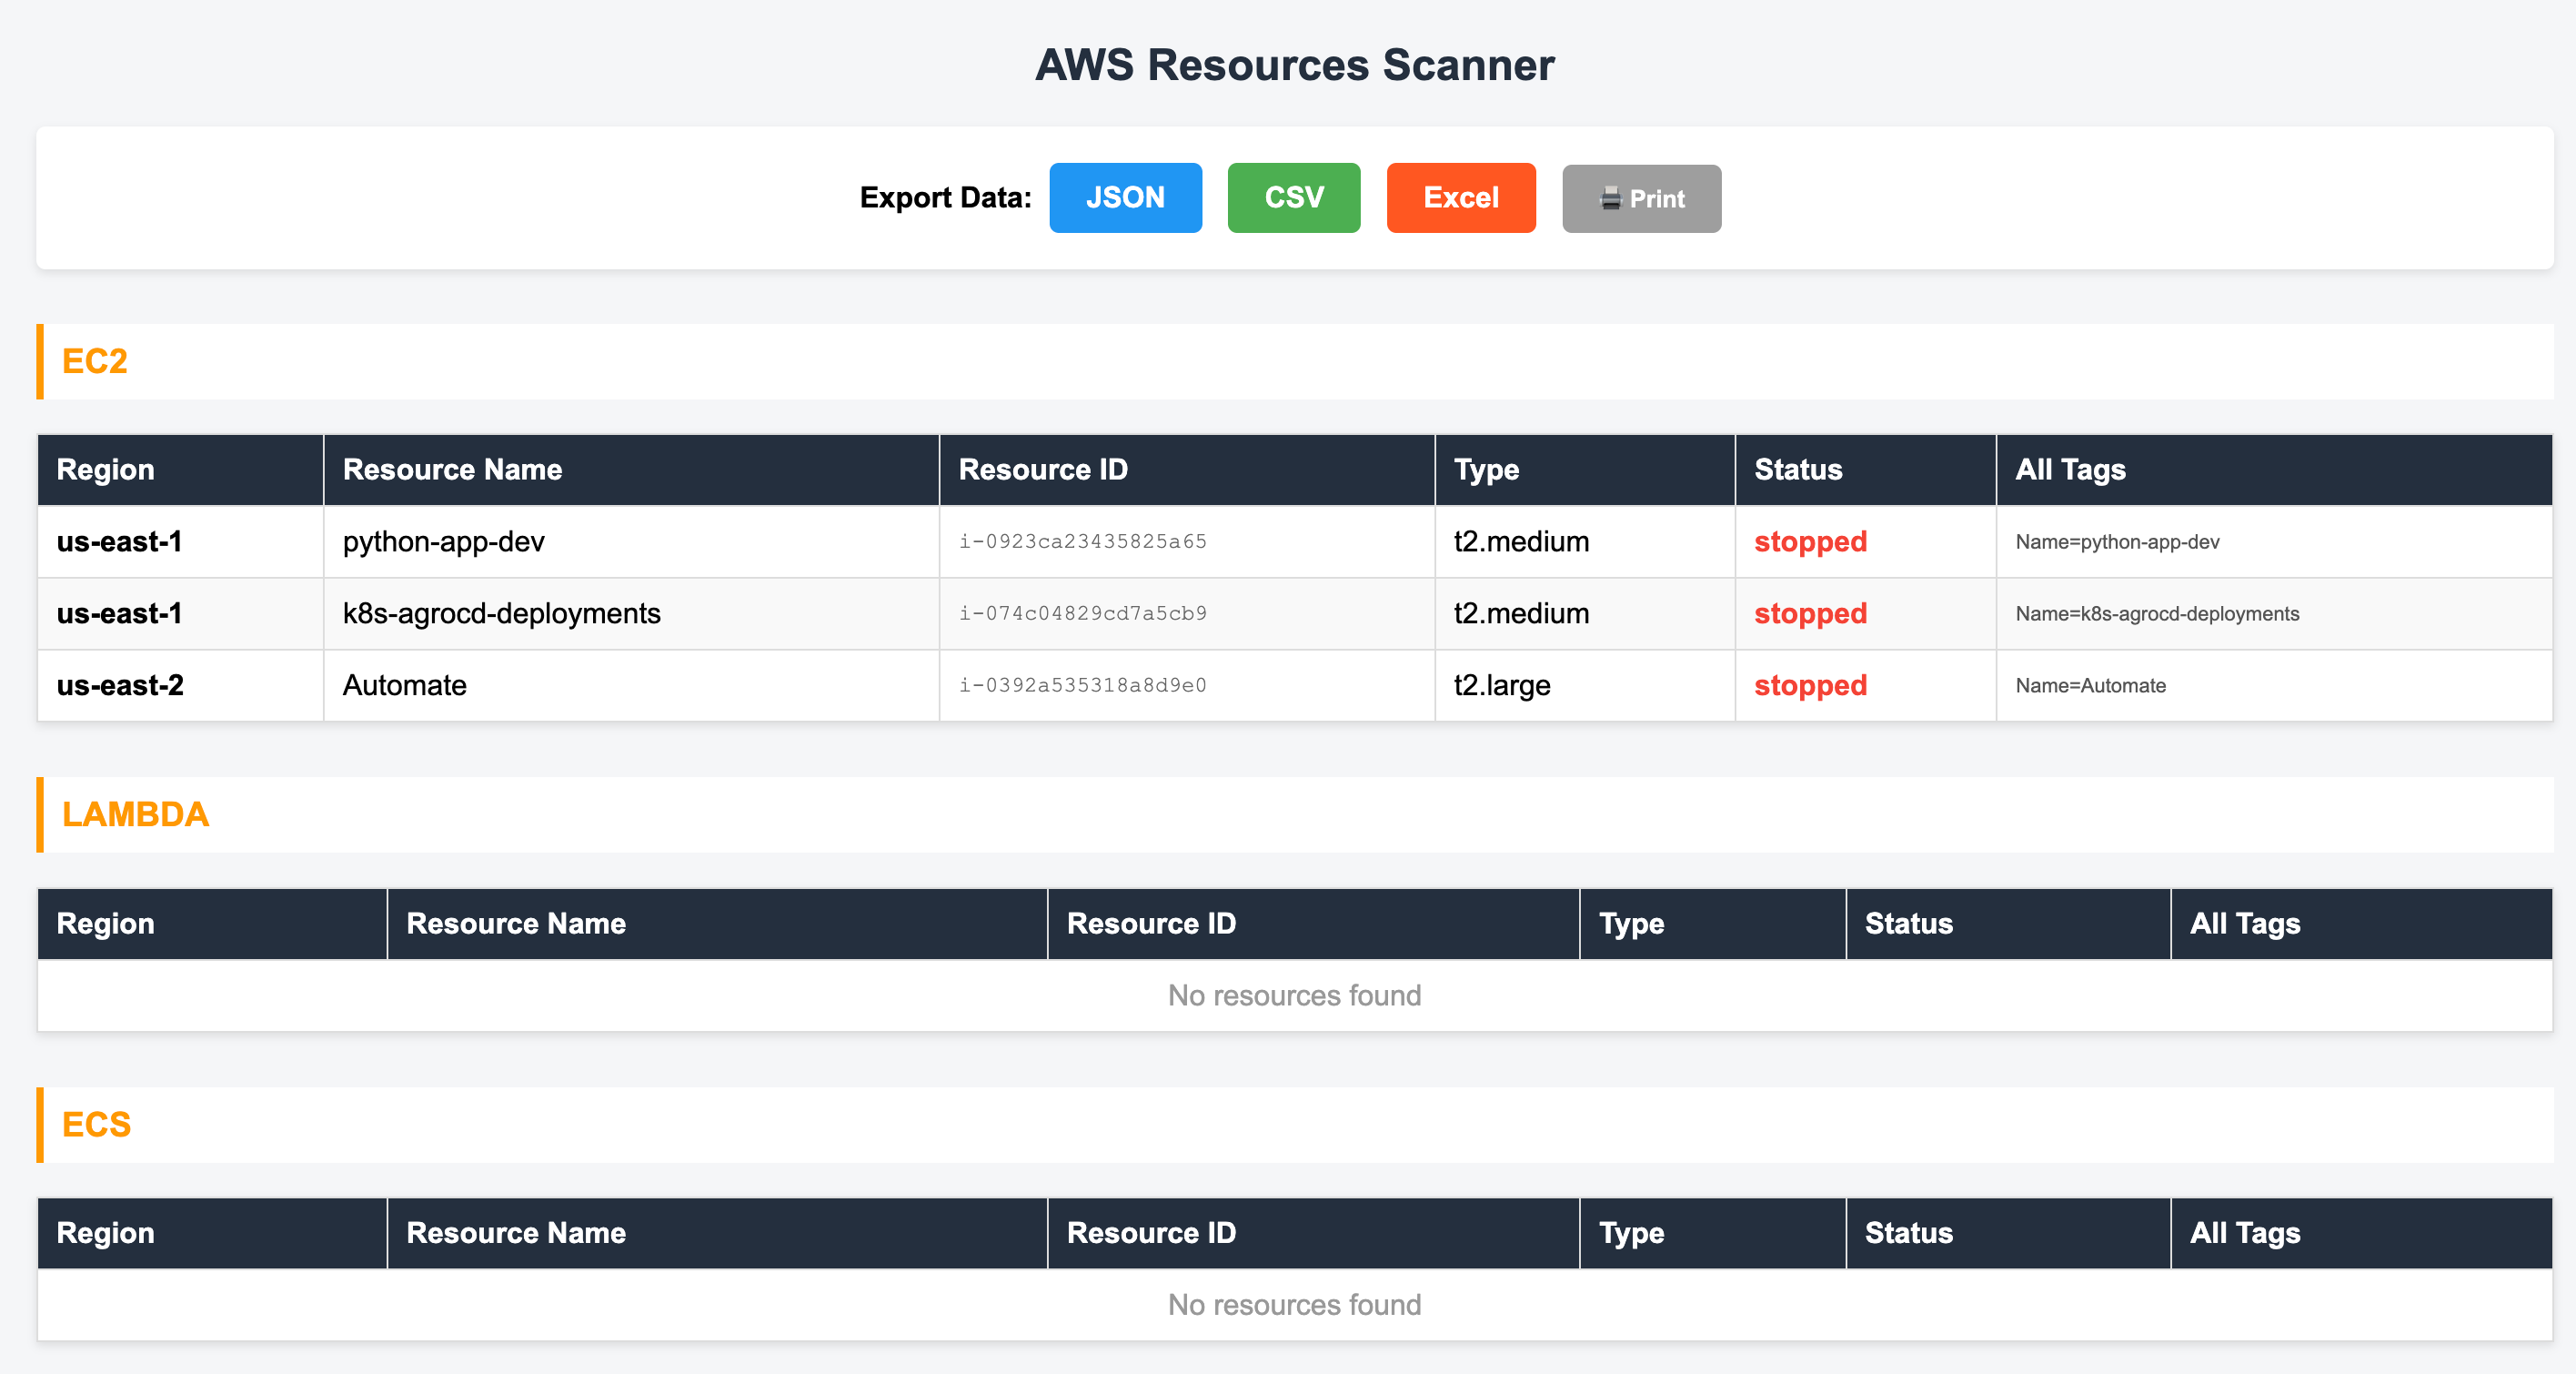 AWS Resources Scanner
Export Data: JSON CSV Excel Print
EC2
Region Resource Name Resource ID Type Status All Tags
us-east-1 python-app-dev i-0923ca23435825a65 t2.medium stopped Name=python-app-dev
us-east-1 k8s-agrocd-deployments i-074c04829cd7a5cb9 t2.medium stopped Name=k8s-agrocd-deployments
us-east-2 Automate i-0392a535318a8d9e0 t2.large stopped Name=Automate
LAMBDA
Region Resource Name Resource ID Type Status All Tags
No resources found
ECS
Region Resource Name Resource ID Type Status All Tags
No resources found